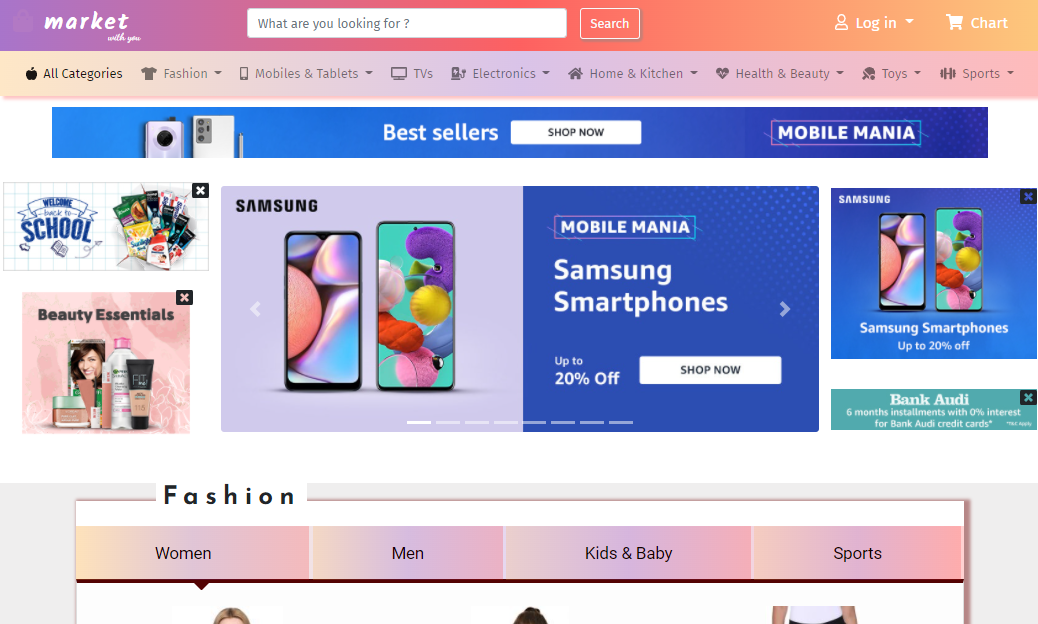 market
with you
What are you looking for ?
Search
Log in
Chart
All Categories
Fashion
Mobiles & Tablets
TVs
Electronics
Home & Kitchen
Health & Beauty
Toys
Sports
Best sellers
SHOP NOW
MOBILE MANIA
WELCOME
back to
SCHOOL
Beauty Essentials
SAMSUNG
MOBILE MANIA
Samsung
Smartphones
Up to
20% Off
SHOP NOW
SAMSUNG
Samsung Smartphones
Up to 20% off
Bank Audi
6 months installments with 0% interest
for Bank Audi credit cards*
*T&C Apply
Fashion
Women
Men
Kids & Baby
Sports